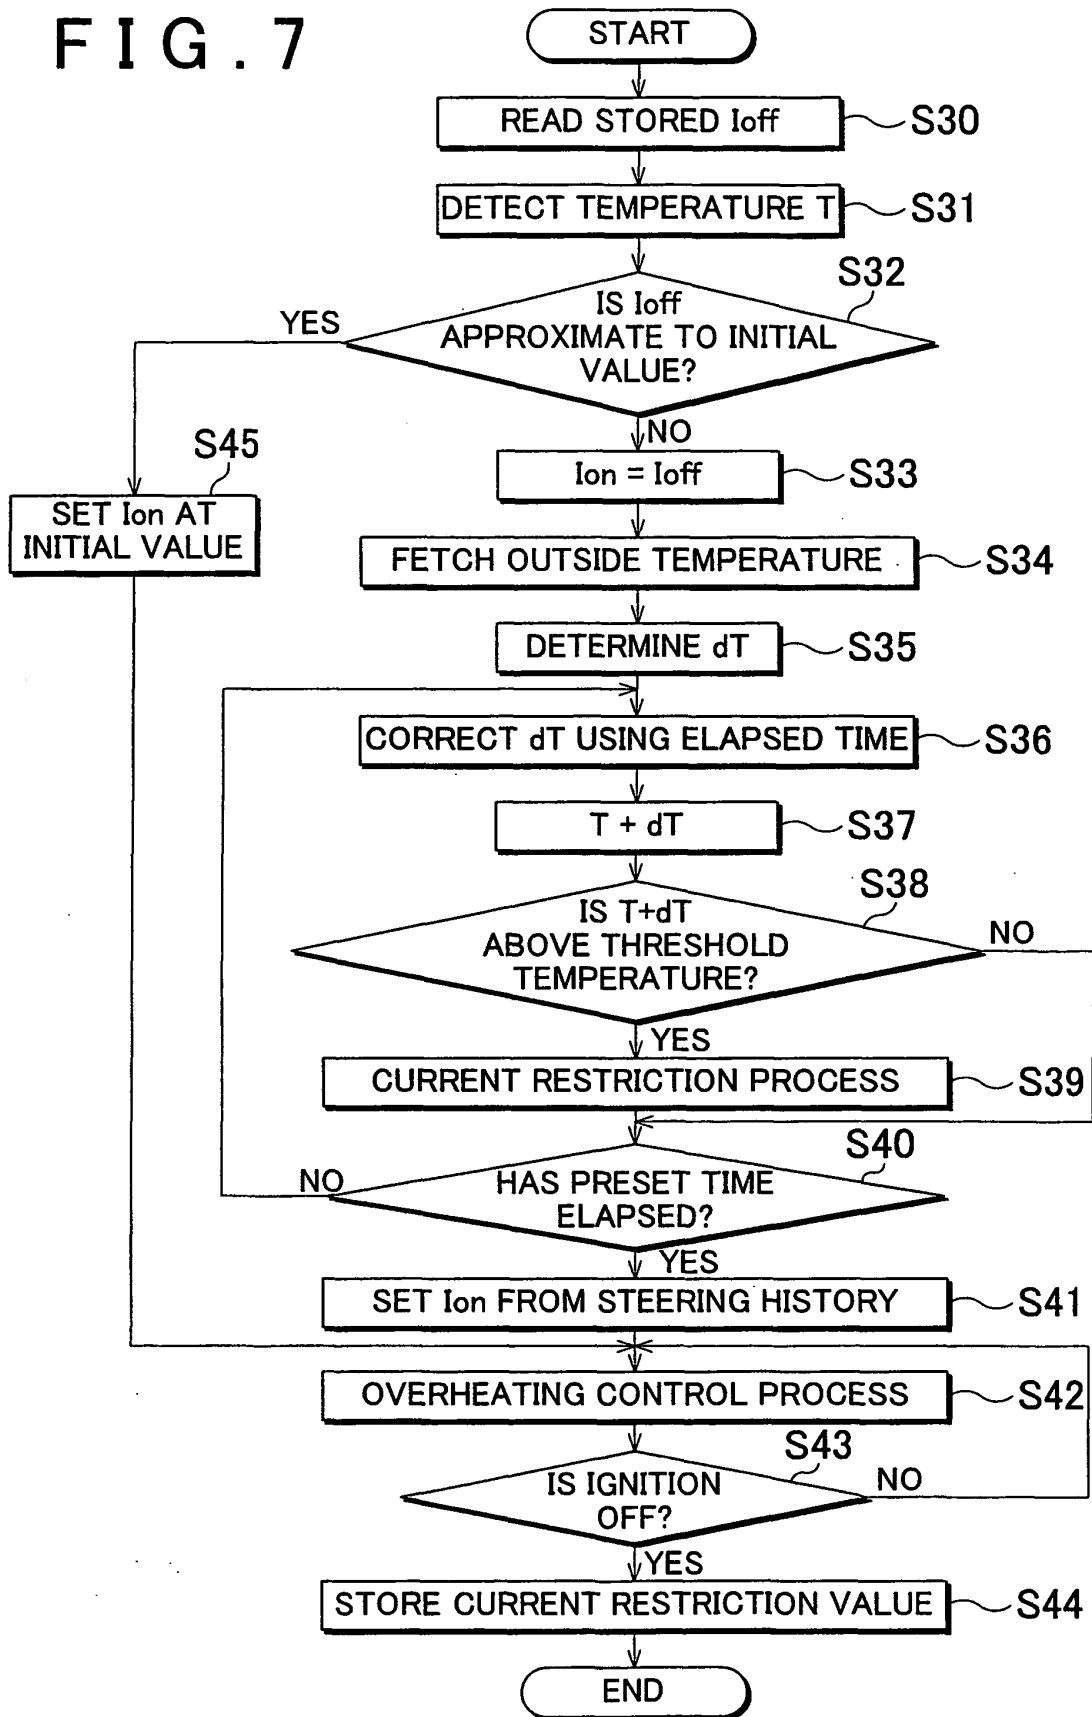 FIG. 7
START
READ STORED Ioff
S30
DETECT TEMPERATURE T
S31
S32
IS Ioff
APPROXIMATE TO INITIAL
VALUE?
YES
NO
S45
SET Ion AT
INITIAL VALUE
Ion = Ioff
S33
FETCH OUTSIDE TEMPERATURE
S34
DETERMINE dT
S35
CORRECT dT USING ELAPSED TIME
S36
T + dT
S37
S38
IS T+dT
ABOVE THRESHOLD
TEMPERATURE?
NO
YES
CURRENT RESTRICTION PROCESS
S39
S40
HAS PRESET TIME
ELAPSED?
NO
YES
SET Ion FROM STEERING HISTORY
S41
OVERHEATING CONTROL PROCESS
S42
S43
IS IGNITION
OFF?
NO
YES
STORE CURRENT RESTRICTION VALUE
S44
END